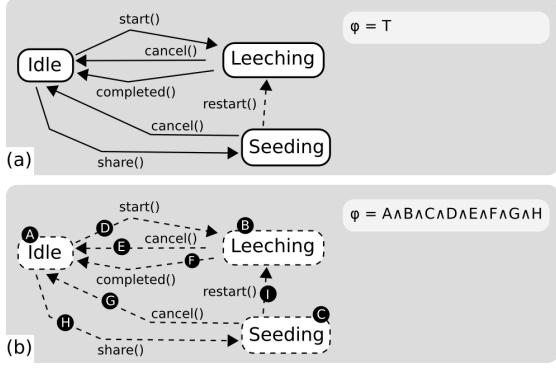 start()
φ = T
cancel()
Idle
Leeching
completed()
restart()
cancel()
Seeding
share()
(a)
start()
φ = A∧B∧C∧D∧E∧F∧G∧H
A
D
B
cancel()
E
Idle
Leeching
F
completed()
restart()
I
G
cancel()
C
H
Seeding
share()
(b)